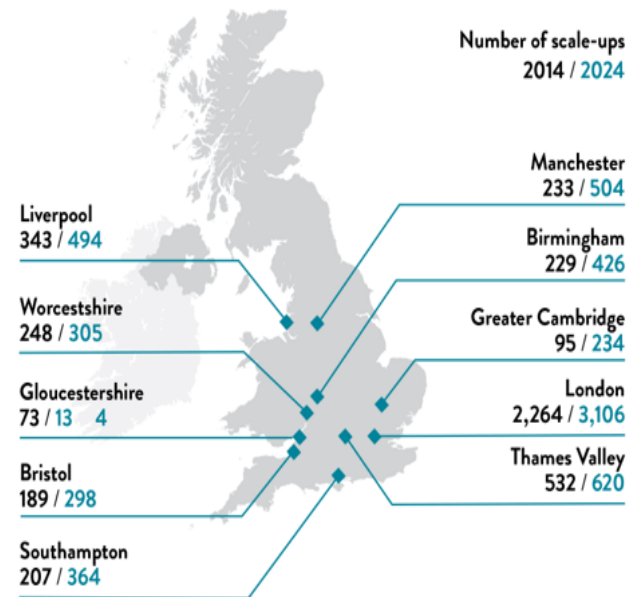 Number of scale-ups
2014 / 2024
Liverpool
343 / 494
Worcestshire
248 / 305
Gloucestershire
73 / 13 4
Bristol
189 / 298
Southampton
207 / 364
Manchester
233 / 504
Birmingham
229 / 426
Greater Cambridge
95 / 234
London
2,264 / 3,106
Thames Valley
532 / 620